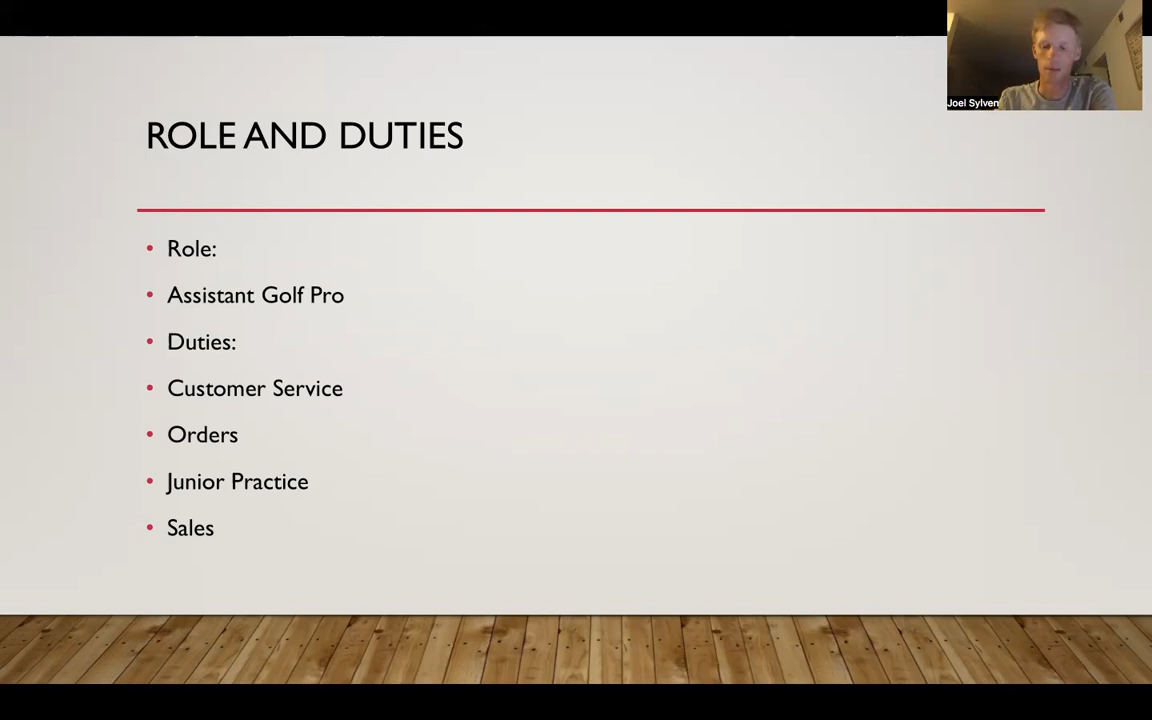 Joel Sylven
ROLE AND DUTIES
• Role:
• Assistant Golf Pro
• Duties:
• Customer Service
• Orders
• Junior Practice
• Sales